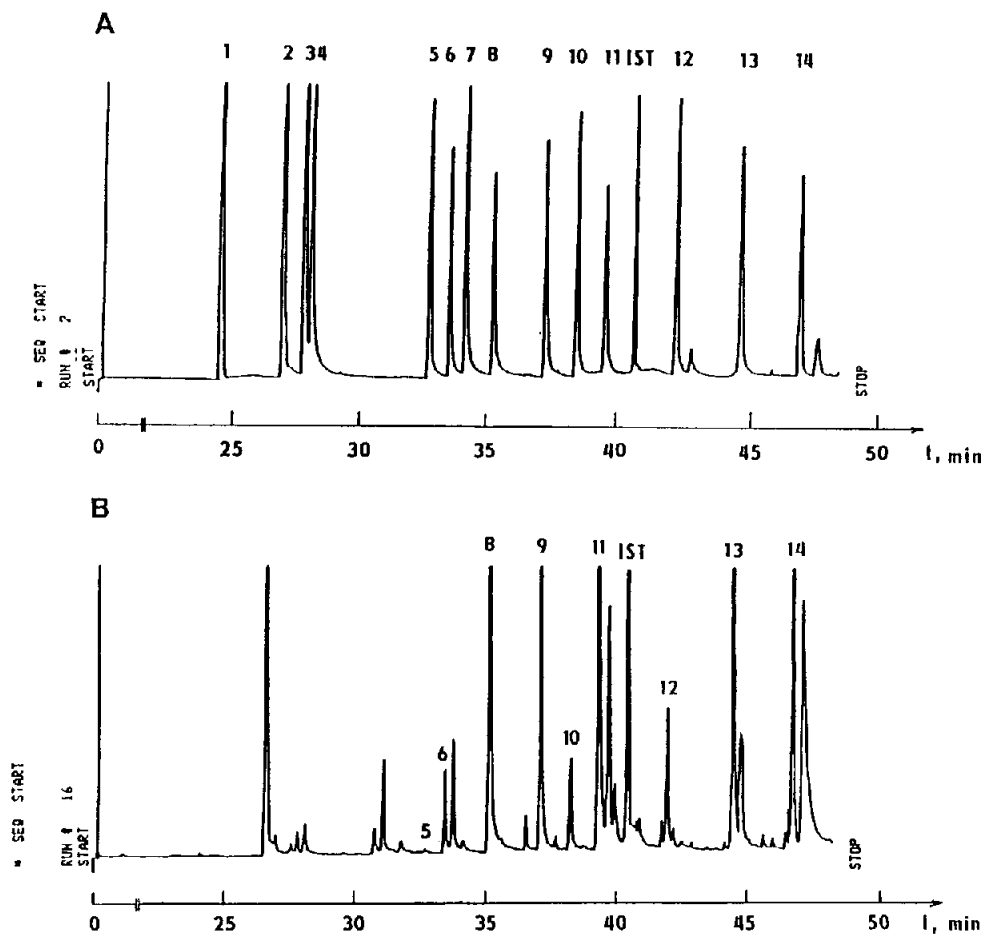 A
1 2 34 5 6 7 8 9 10 11 IST 12 13 14
= SEQ START
RUN # 2
START
STOP
0 25 30 35 40 45 50 t, min
B
8 9 11 IST 13 14
12
10
6
5
= SEQ START
RUN # 16
START
STOP
0 25 30 35 40 45 50 t, min